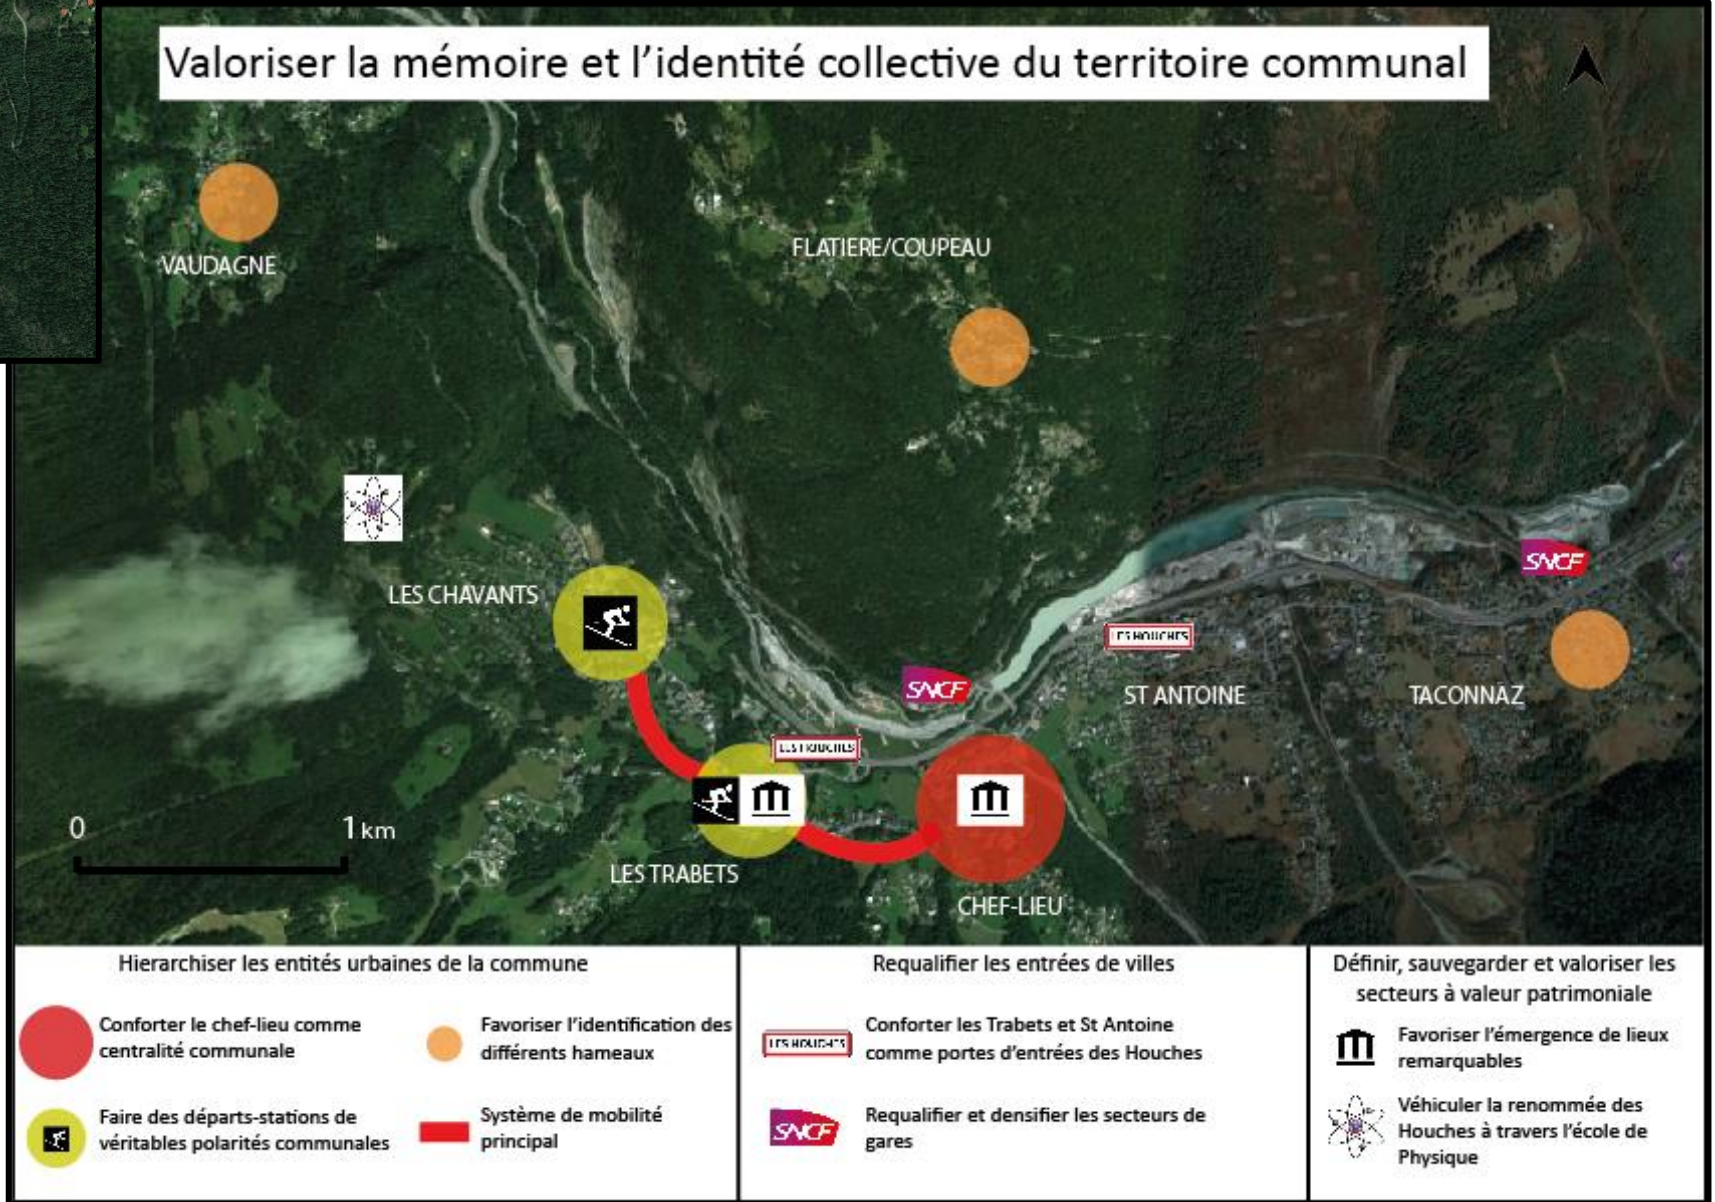 Valoriser la mémoire et l'identité collective du territoire communal
VAUDAGNE
FLATIERE/COUPEAU
LES CHAVANTS
SNCF
LES HOUCHES
SNCF
ST ANTOINE
TACONNAZ
LES HOUCHES
0
1 km
LES TRABETS
CHEF-LIEU
Hierarchiser les entités urbaines de la commune
Conforter le chef-lieu comme
centralité communale
Favoriser l'identification des
différents hameaux
Faire des départs-stations de
véritables polarités communales
Système de mobilité
principal
Requalifier les entrées de villes
LES HOUCHES
Conforter les Trabets et St Antoine
comme portes d'entrées des Houches
SNCF
Requalifier et densifier les secteurs de
gares
Définir, sauvegarder et valoriser les
secteurs à valeur patrimoniale
Favoriser l'émergence de lieux
remarquables
Véhiculer la renommée des
Houches à travers l'école de
Physique